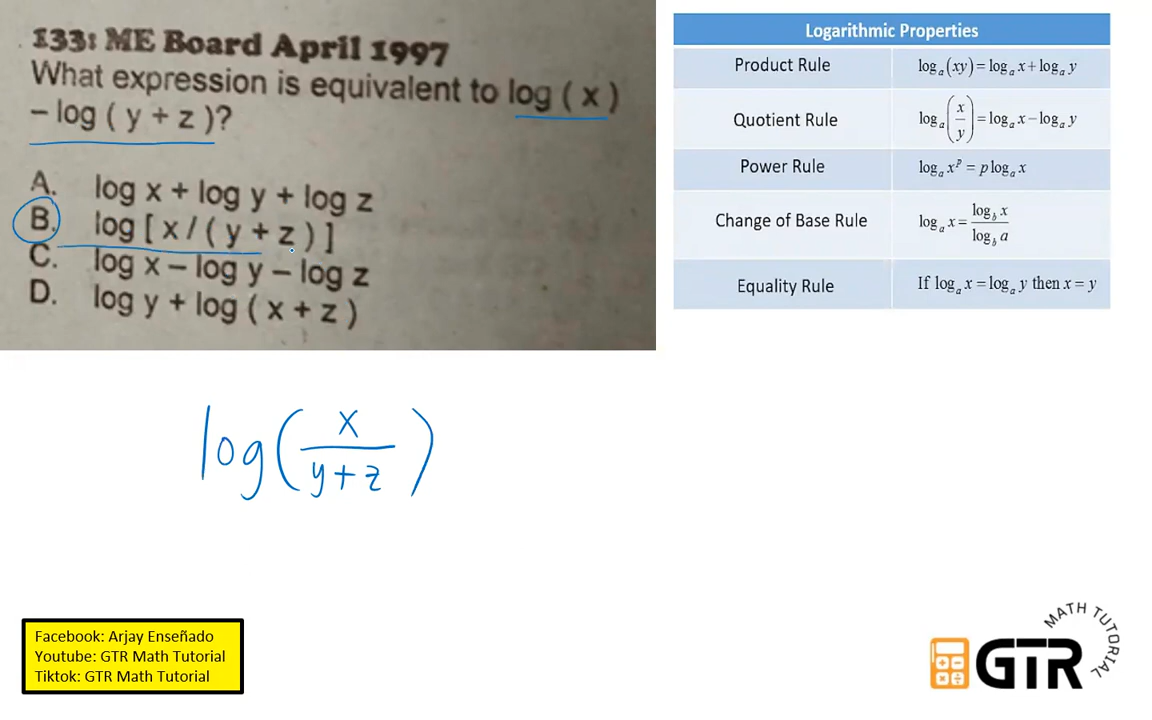 133: ME Board April 1997
What expression is equivalent to log ( x )
– log ( y + z )?
A. log x + log y + log z
B. log [ x / ( y + z ) ]
C. log x – log y – log z
D. log y + log ( x + z )
Logarithmic Properties
Product Rule logₐ(xy) = logₐ x + logₐ y
Quotient Rule logₐ(x/y) = logₐ x – logₐ y
Power Rule logₐ xᵖ = p logₐ x
Change of Base Rule logₐ x = log_b x / log_b a
Equality Rule If logₐ x = logₐ y then x = y
log(x / y+z)
Facebook: Arjay Enseñado
Youtube: GTR Math Tutorial
Tiktok: GTR Math Tutorial
GTR
MATH TUTORIAL